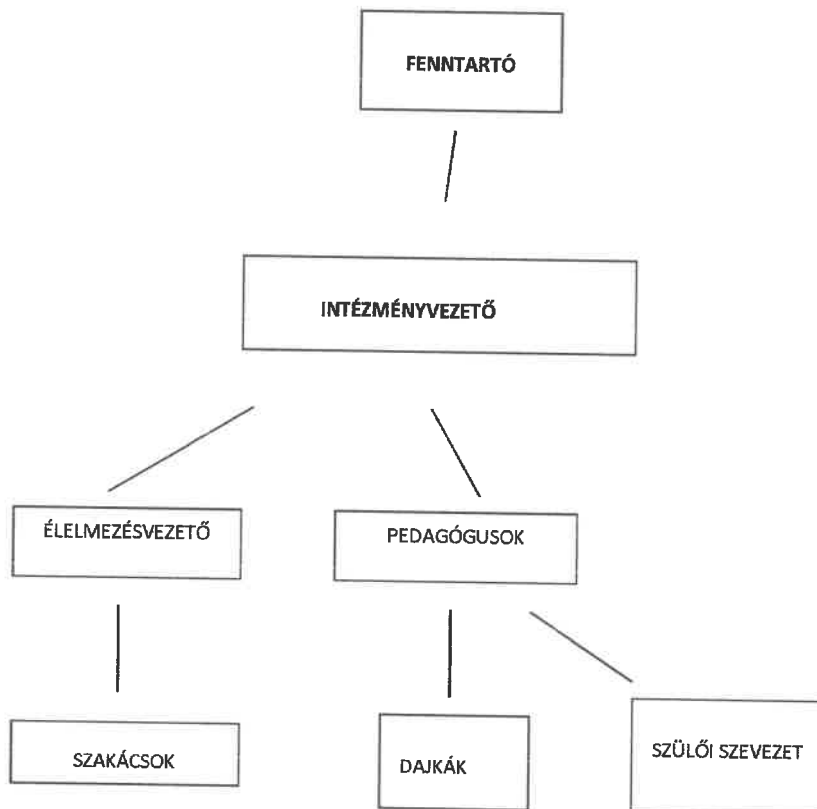 FENNTARTÓ
INTÉZMÉNYVEZETŐ
ÉLELMEZÉSVEZETŐ
PEDAGÓGUSOK
SZAKÁCSOK
DAJKÁK
SZÜLŐI SZEVEZET